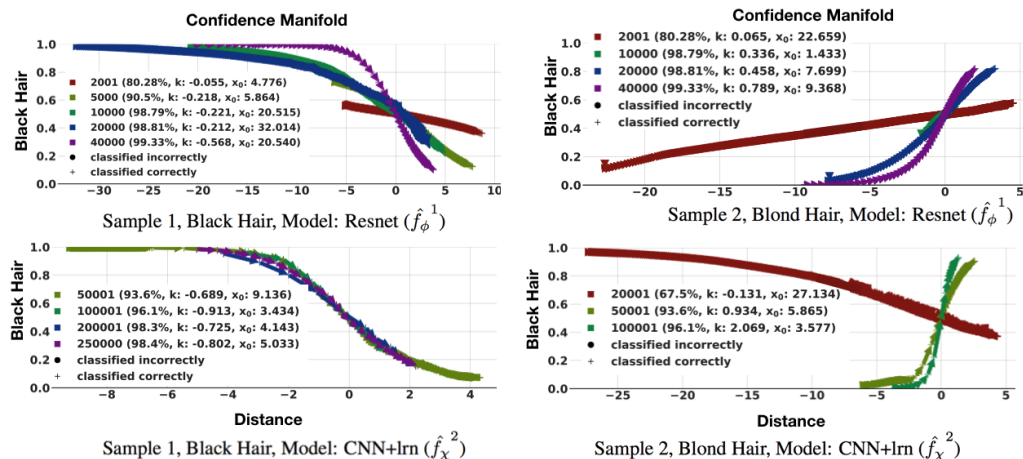 Confidence Manifold
Black Hair
1.0
0.8
0.6
0.4
0.2
0.0
2001 (80.28%, k: -0.055, x₀: 4.776)
5000 (90.5%, k: -0.218, x₀: 5.864)
10000 (98.79%, k: -0.221, x₀: 20.515)
20000 (98.81%, k: -0.212, x₀: 32.014)
40000 (99.33%, k: -0.568, x₀: 20.540)
classified incorrectly
classified correctly
−30 −25 −20 −15 −10 −5 0 5 10
Sample 1, Black Hair, Model: Resnet (f̂ϕ¹)
Confidence Manifold
Black Hair
1.0
0.8
0.6
0.4
0.2
0.0
2001 (80.28%, k: 0.065, x₀: 22.659)
10000 (98.79%, k: 0.336, x₀: 1.433)
20000 (98.81%, k: 0.458, x₀: 7.699)
40000 (99.33%, k: 0.789, x₀: 9.368)
classified incorrectly
classified correctly
−20 −15 −10 −5 0 5
Sample 2, Blond Hair, Model: Resnet (f̂ϕ¹)
Black Hair
1.0
0.8
0.6
0.4
0.2
0.0
50001 (93.6%, k: -0.689, x₀: 9.136)
100001 (96.1%, k: -0.913, x₀: 3.434)
200001 (98.3%, k: -0.725, x₀: 4.143)
250000 (98.4%, k: -0.802, x₀: 5.033)
classified incorrectly
classified correctly
−8 −6 −4 −2 0 2 4
Distance
Sample 1, Black Hair, Model: CNN+lrn (f̂χ²)
Black Hair
1.0
0.8
0.6
0.4
0.2
0.0
20001 (67.5%, k: -0.131, x₀: 27.134)
50001 (93.6%, k: 0.934, x₀: 5.865)
100001 (96.1%, k: 2.069, x₀: 3.577)
classified incorrectly
classified correctly
−25 −20 −15 −10 −5 0 5
Distance
Sample 2, Blond Hair, Model: CNN+lrn (f̂χ²)